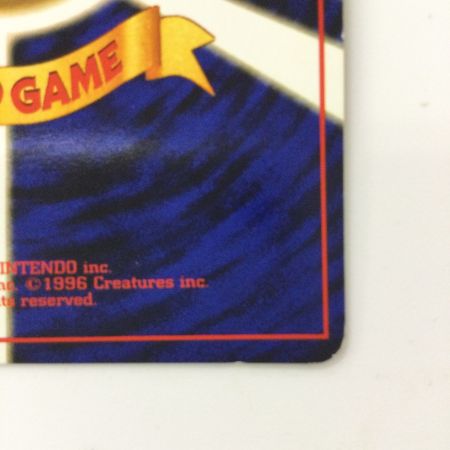 GAME
NINTENDO inc.
©1996 Creatures inc.
reserved.